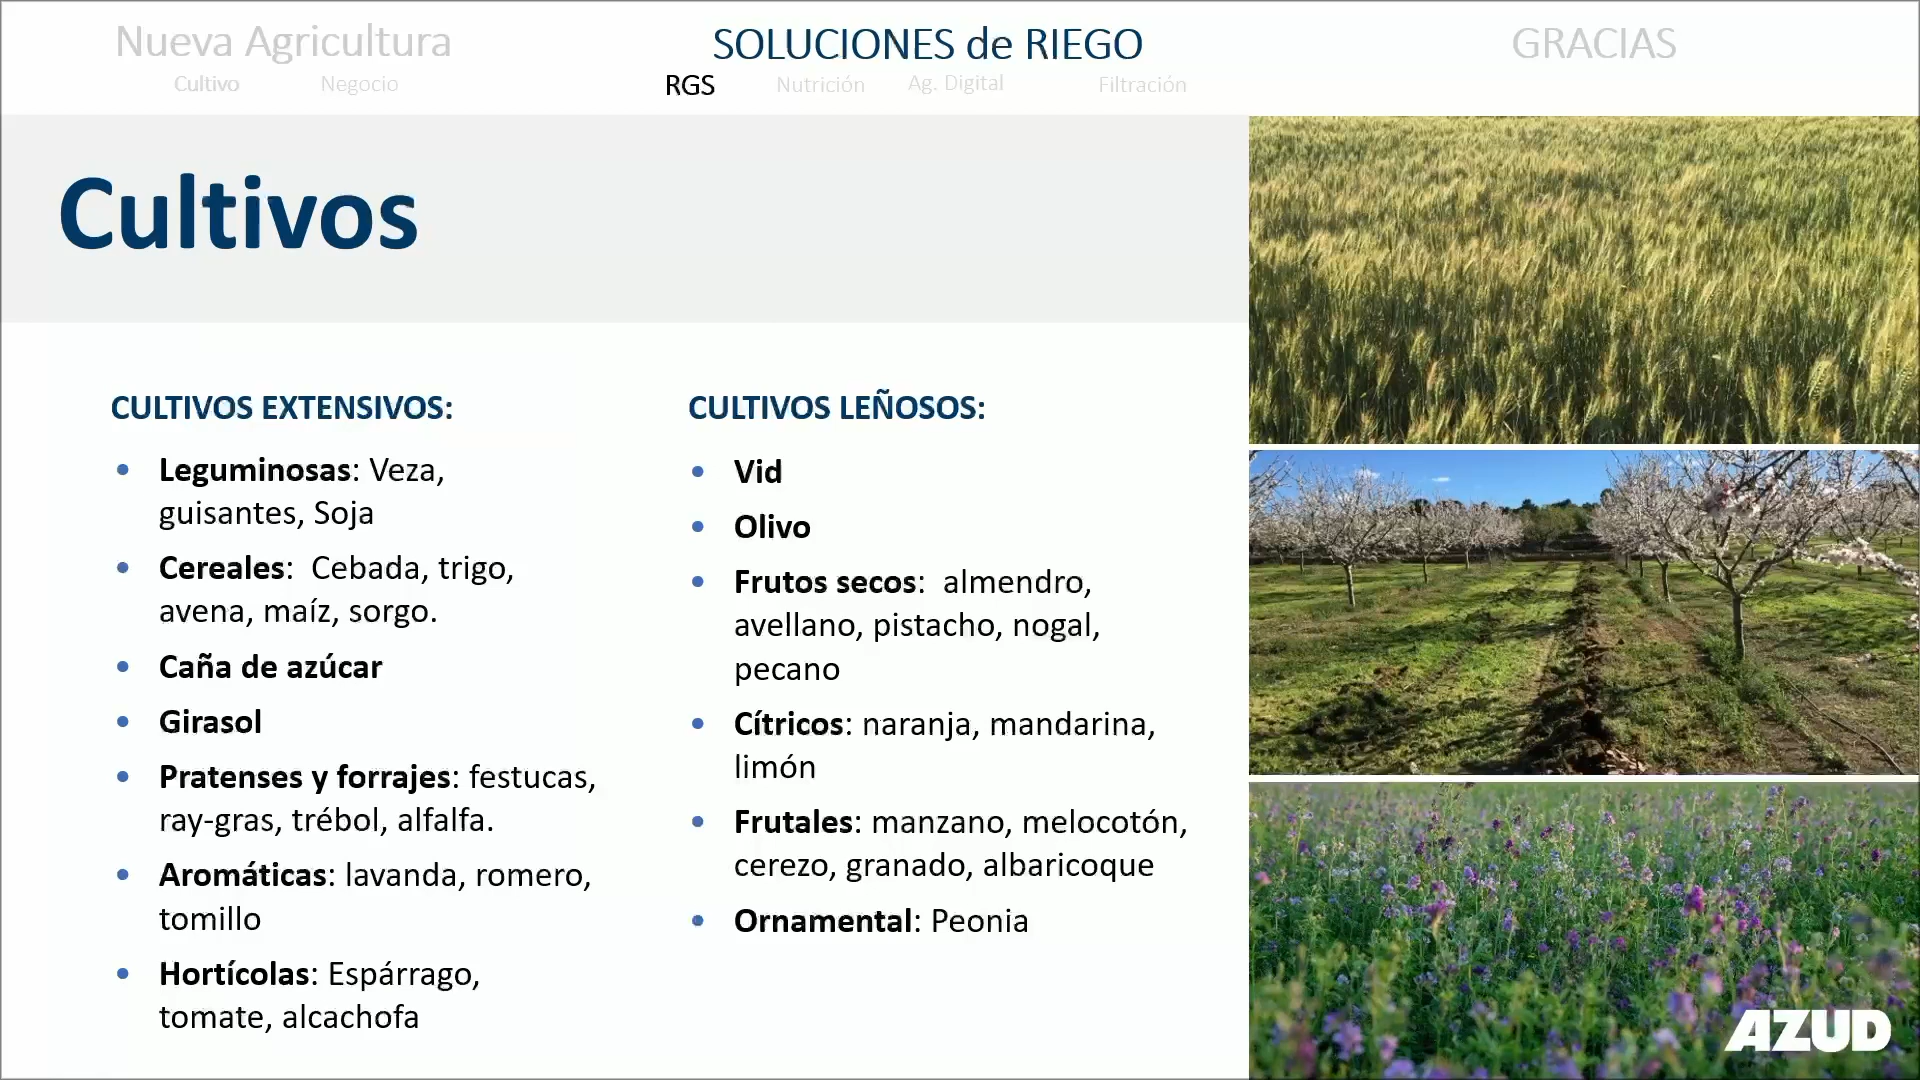 Nueva Agricultura
SOLUCIONES de RIEGO
GRACIAS
Cultivo
Negocio
RGS
Nutrición
Ag. Digital
Filtración
Cultivos
CULTIVOS EXTENSIVOS:
• Leguminosas: Veza,
guisantes, Soja
• Cereales: Cebada, trigo,
avena, maíz, sorgo.
• Caña de azúcar
• Girasol
• Pratenses y forrajes: festucas,
ray-gras, trébol, alfalfa.
• Aromáticas: lavanda, romero,
tomillo
• Hortícolas: Espárrago,
tomate, alcachofa
CULTIVOS LEÑOSOS:
• Vid
• Olivo
• Frutos secos: almendro,
avellano, pistacho, nogal,
pecano
• Cítricos: naranja, mandarina,
limón
• Frutales: manzano, melocotón,
cerezo, granado, albaricoque
• Ornamental: Peonia
AZUD